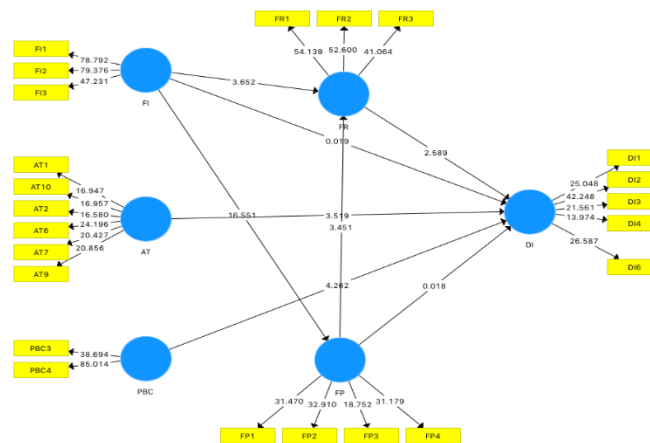 FR1
FR2
FR3
54.139
52.600
41.064
FI1
FI2
FI3
78.792
79.376
47.231
FI
3.652
FR
0.019
2.589
AT1
AT10
AT2
AT6
AT7
AT9
16.947
16.957
16.580
24.196
20.427
20.856
AT
16.551
3.519
3.451
DI1
DI2
DI3
DI4
DI6
25.048
42.248
21.561
13.974
26.587
DI
4.262
0.018
PBC3
PBC4
38.694
85.014
PBC
FP
31.470
32.910
18.752
31.179
FP1
FP2
FP3
FP4